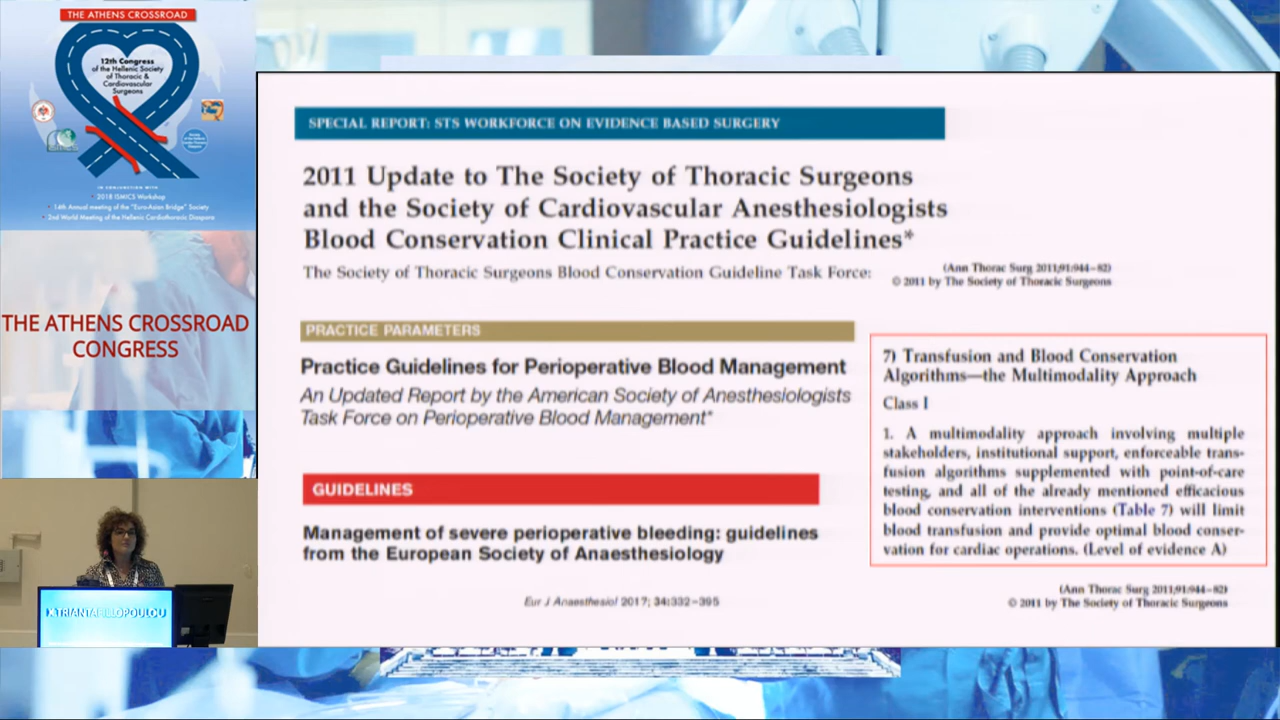 THE ATHENS CROSSROAD
12th Congress
of the Hellenic Society
of Thoracic &
Cardiovascular
Surgeons
IN CONJUNCTION WITH
• 2018 ISMICS Workshop
• 14th Annual meeting of the "Euro-Asian Bridge" Society
• 2nd World Meeting of the Hellenic Cardiothoracic Diaspora
THE ATHENS CROSSROAD
CONGRESS
K.TRIANTAFILLOPOULOU
SPECIAL REPORT: STS WORKFORCE ON EVIDENCE BASED SURGERY
2011 Update to The Society of Thoracic Surgeons
and the Society of Cardiovascular Anesthesiologists
Blood Conservation Clinical Practice Guidelines*
The Society of Thoracic Surgeons Blood Conservation Guideline Task Force:
(Ann Thorac Surg 2011;91:944–82)
© 2011 by The Society of Thoracic Surgeons
PRACTICE PARAMETERS
Practice Guidelines for Perioperative Blood Management
An Updated Report by the American Society of Anesthesiologists
Task Force on Perioperative Blood Management*
GUIDELINES
Management of severe perioperative bleeding: guidelines
from the European Society of Anaesthesiology
Eur J Anaesthesiol 2017; 34:332–395
7) Transfusion and Blood Conservation
Algorithms—the Multimodality Approach
Class I
1. A multimodality approach involving multiple
stakeholders, institutional support, enforceable trans-
fusion algorithms supplemented with point-of-care
testing, and all of the already mentioned efficacious
blood conservation interventions (Table 7) will limit
blood transfusion and provide optimal blood conser-
vation for cardiac operations. (Level of evidence A)
(Ann Thorac Surg 2011;91:944–82)
© 2011 by The Society of Thoracic Surgeons